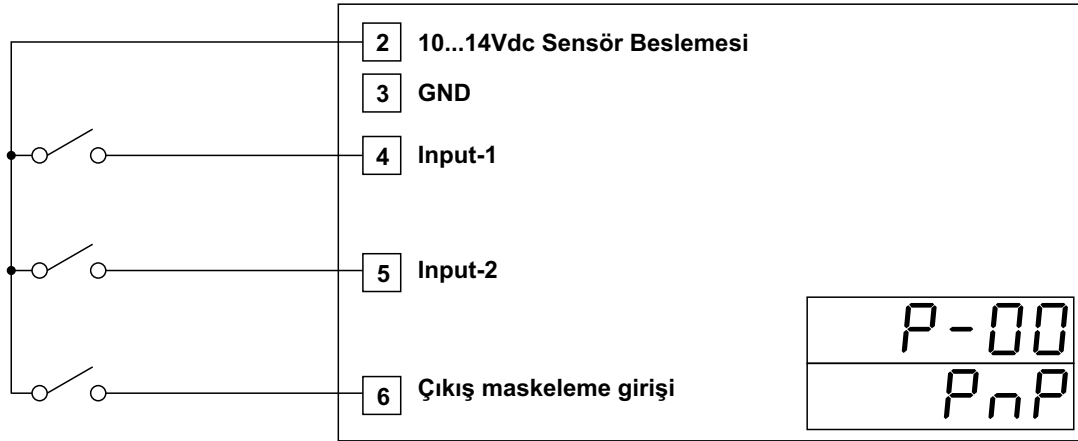 2 10...14Vdc Sensör Beslemesi
3 GND
4 Input-1
5 Input-2
6 Çıkış maskeleme girişi
P-00
PnP